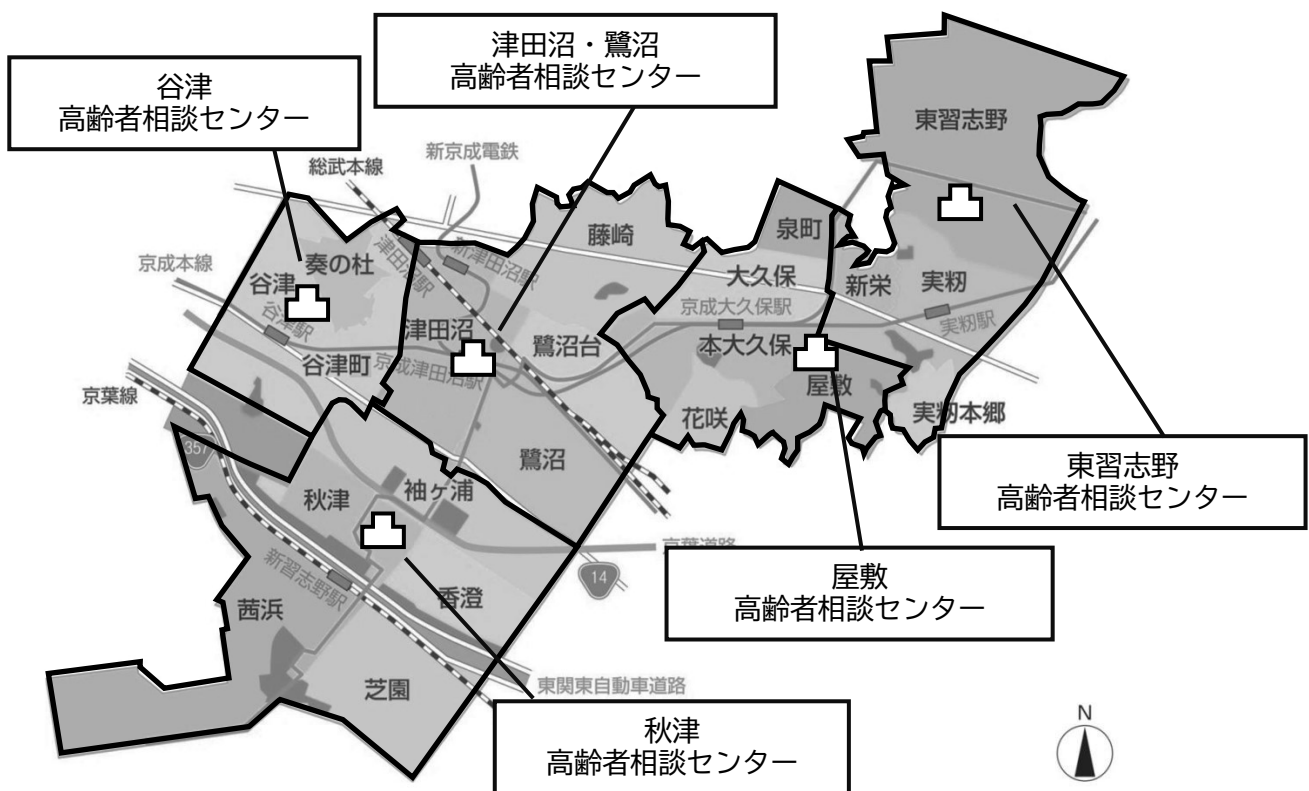 津田沼・鷺沼
高齢者相談センター
谷津
高齢者相談センター
東習志野
新京成電鉄
総武本線
藤崎
泉町
津田沼駅
新津田沼駅
奏の杜
京成本線
大久保
新栄
実籾
谷津
京成大久保駅
実籾駅
谷津駅
津田沼
鷺沼台
本大久保
谷津町
京成津田沼駅
屋敷
京葉線
花咲
実籾本郷
357
鷺沼
東習志野
高齢者相談センター
秋津
袖ヶ浦
京葉道路
新習志野駅
14
屋敷
高齢者相談センター
香澄
茜浜
芝園
東関東自動車道路
秋津
高齢者相談センター
N